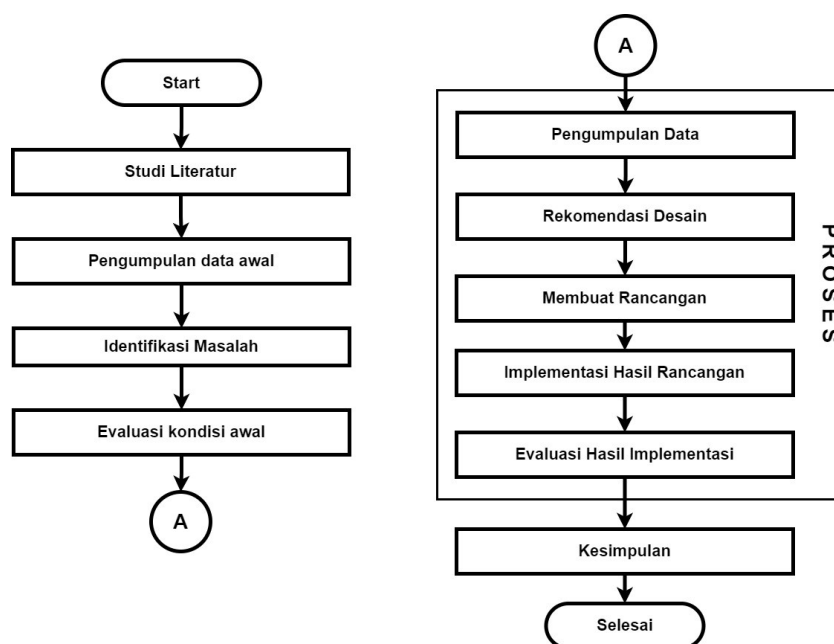 Start
Studi Literatur
Pengumpulan data awal
Identifikasi Masalah
Evaluasi kondisi awal
A
A
Pengumpulan Data
Rekomendasi Desain
Membuat Rancangan
Implementasi Hasil Rancangan
Evaluasi Hasil Implementasi
PROSES
Kesimpulan
Selesai